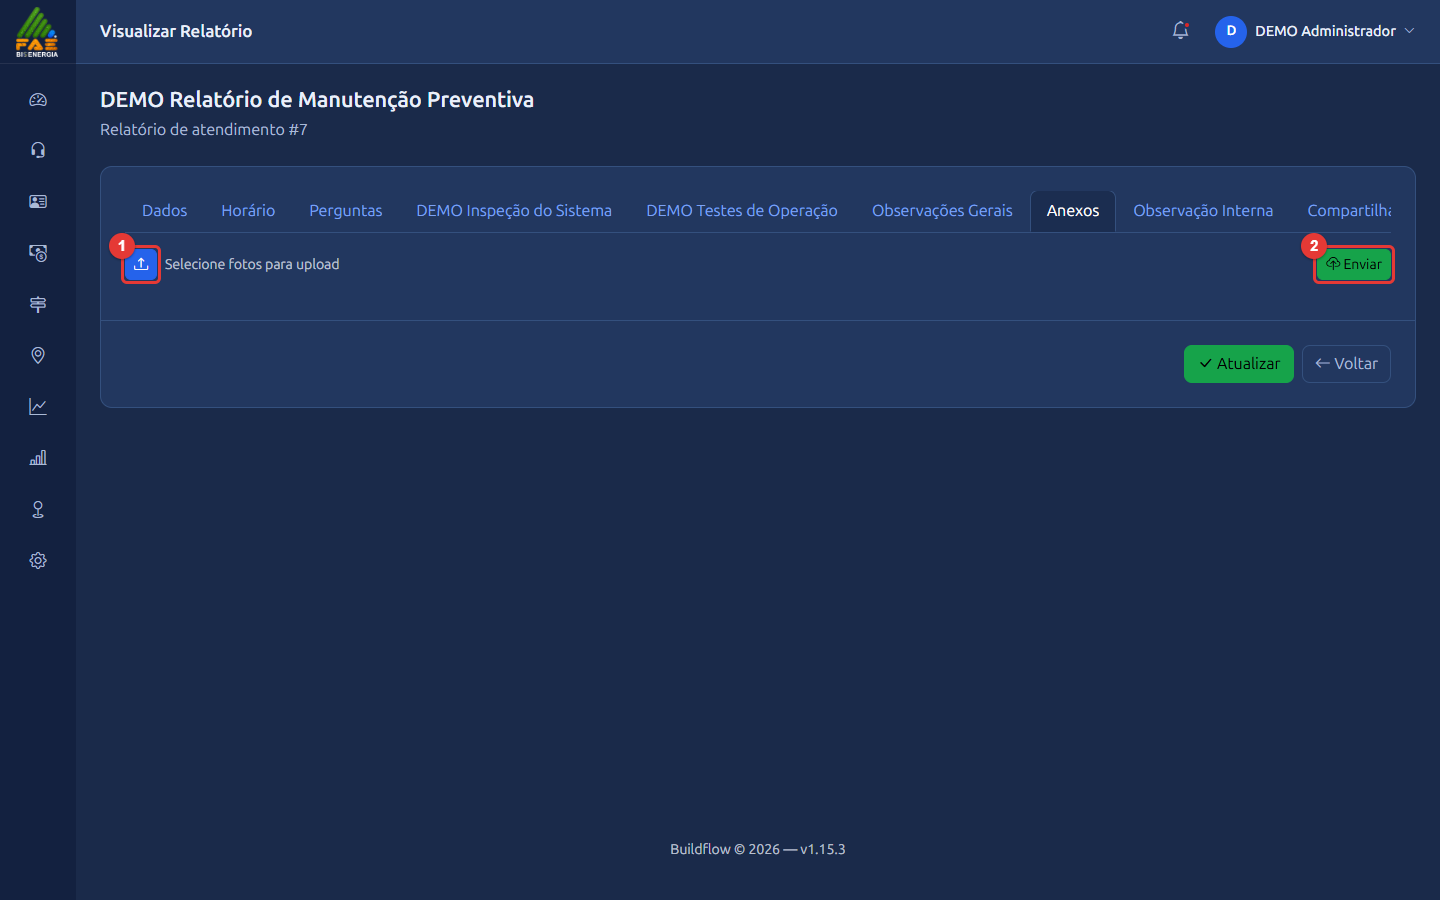 FAE
BIOENERGIA
Visualizar Relatório
D
DEMO Administrador
DEMO Relatório de Manutenção Preventiva
Relatório de atendimento #7
Dados
Horário
Perguntas
DEMO Inspeção do Sistema
DEMO Testes de Operação
Observações Gerais
Anexos
Observação Interna
Compartilha
1
Selecione fotos para upload
2
Enviar
Atualizar
Voltar
Buildflow © 2026 — v1.15.3